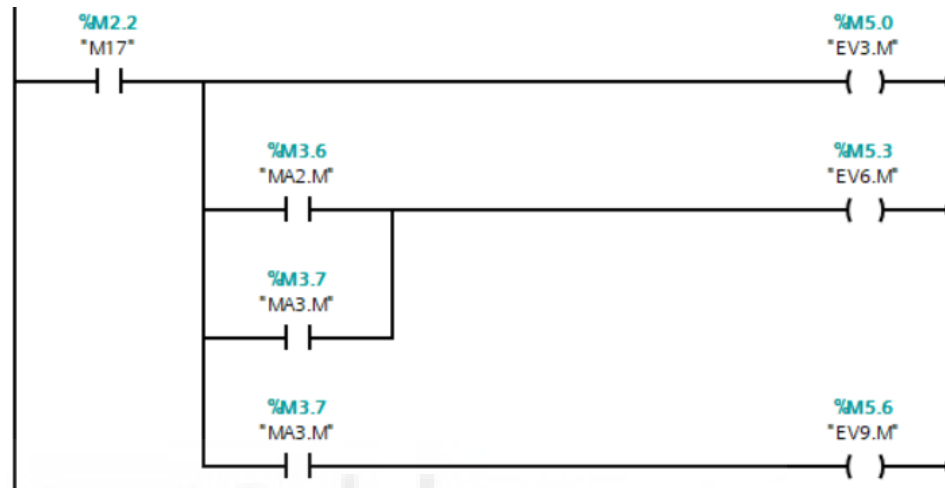 %M2.2
"M17"
%M5.0
"EV3.M"
%M3.6
"MA2.M"
%M5.3
"EV6.M"
%M3.7
"MA3.M"
%M3.7
"MA3.M"
%M5.6
"EV9.M"